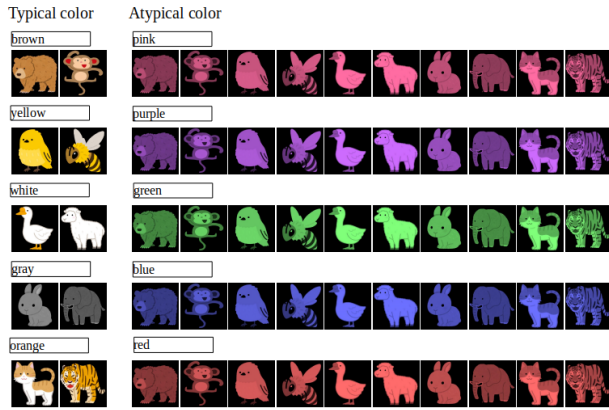 Typical color Atypical color
brown pink
yellow purple
white green
gray blue
orange red